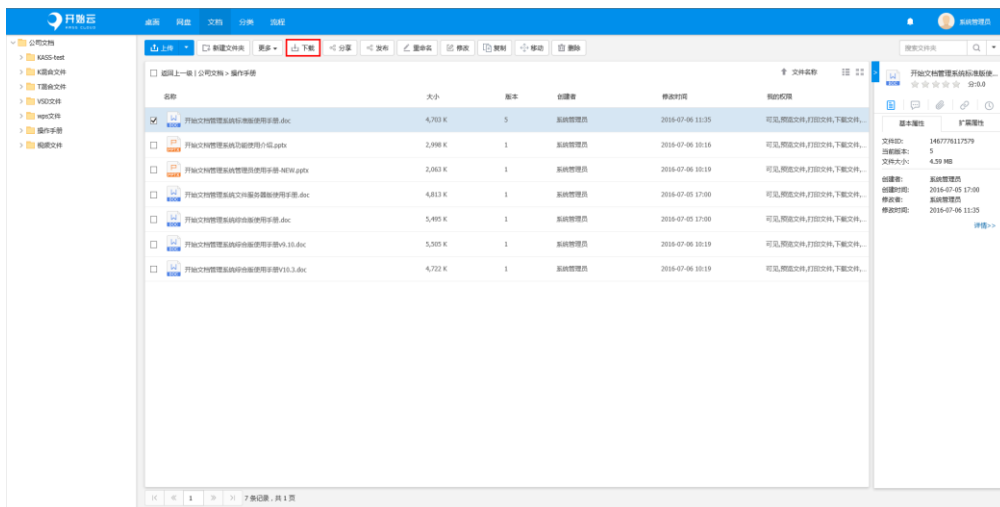 开始云
KASS CLOUD
桌面 网盘 文档 分类 流程
系统管理员
公司文档
KASS-test
K混合文件
T混合文件
VSD文件
wps文件
操作手册
视频文件
上传 新建文件夹 更多 下载 分享 发布 重命名 修改 复制 移动 删除
搜索文件夹
返回上一级 | 公司文档 > 操作手册
文件名称
名称 大小 版本 创建者 修改时间 我的权限
开始文档管理系统标准版使用手册.doc 4,703 K 5 系统管理员 2016-07-06 11:35 可见,预览文件,打印文件,下载文件,...
开始文档管理系统功能使用介绍.pptx 2,998 K 1 系统管理员 2016-07-06 10:16 可见,预览文件,打印文件,下载文件,...
开始文档管理系统管理员使用手册-NEW.pptx 2,063 K 1 系统管理员 2016-07-06 10:19 可见,预览文件,打印文件,下载文件,...
开始文档管理系统文件服务器版使用手册.doc 4,813 K 1 系统管理员 2016-07-05 17:00 可见,预览文件,打印文件,下载文件,...
开始文档管理系统综合版使用手册.doc 5,495 K 1 系统管理员 2016-07-05 17:00 可见,预览文件,打印文件,下载文件,...
开始文档管理系统综合版使用手册v9.10.doc 5,505 K 1 系统管理员 2016-07-06 10:19 可见,预览文件,打印文件,下载文件,...
开始文档管理系统综合版使用手册V10.3.doc 4,722 K 1 系统管理员 2016-07-06 10:19 可见,预览文件,打印文件,下载文件,...
1 7 条记录，共 1 页
开始文档管理系统标准版使...
分:0.0
基本属性 扩展属性
文件ID: 1467776117579
当前版本: 5
文件大小: 4.59 MB
创建者: 系统管理员
创建时间: 2016-07-05 17:00
修改者: 系统管理员
修改时间: 2016-07-06 11:35
详情>>